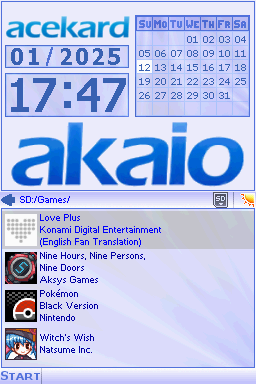 acekard
01/2025
17:47
Su Mo Tu We Th Fr Sa
01 02 03 04
05 06 07 08 09 10 11
12 13 14 15 16 17 18
19 20 21 22 23 24 25
26 27 28 29 30 31
akaio
SD:/Games/
SD
Love Plus
Konami Digital Entertainment
(English Fan Translation)
Nine Hours, Nine Persons,
Nine Doors
Aksys Games
Pokémon
Black Version
Nintendo
Witch's Wish
Natsume Inc.
START